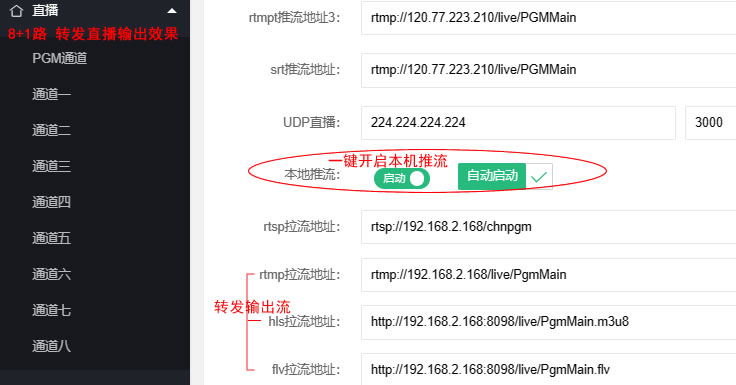 直播
8+1路 转发直播输出效果
PGM通道
通道一
通道二
通道三
通道四
通道五
通道六
通道七
通道八
rtmpt推流地址3: rtmp://120.77.223.210/live/PGMMain
srt推流地址: rtmp://120.77.223.210/live/PGMMain
UDP直播: 224.224.224.224 3000
一键开启本机推流
本地推流: 启动 自动启动
rtsp拉流地址: rtsp://192.168.2.168/chnpgm
rtmp拉流地址: rtmp://192.168.2.168/live/PgmMain
转发输出流
hls拉流地址: http://192.168.2.168:8098/live/PgmMain.m3u8
flv拉流地址: http://192.168.2.168:8098/live/PgmMain.flv